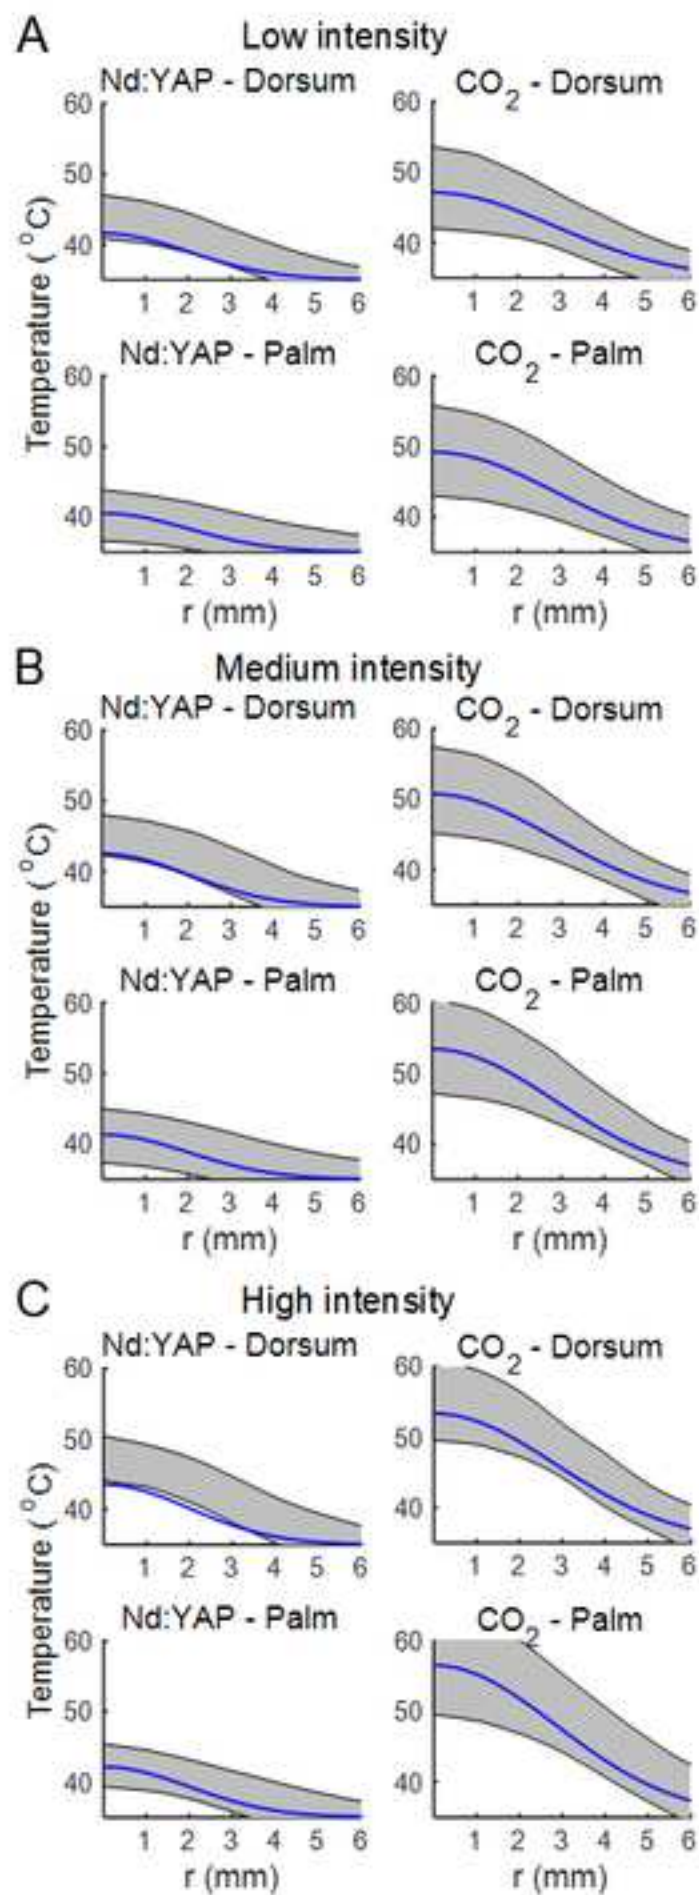 A
Low intensity
Nd:YAP - Dorsum
CO2 - Dorsum
60
50
40
1 2 3 4 5 6
60
50
40
1 2 3 4 5 6
Temperature (°C)
Nd:YAP - Palm
CO2 - Palm
60
50
40
1 2 3 4 5 6
r (mm)
60
50
40
1 2 3 4 5 6
r (mm)
B
Medium intensity
Nd:YAP - Dorsum
CO2 - Dorsum
60
50
40
1 2 3 4 5 6
60
50
40
1 2 3 4 5 6
Temperature (°C)
Nd:YAP - Palm
CO2 - Palm
60
50
40
1 2 3 4 5 6
r (mm)
60
50
40
1 2 3 4 5 6
r (mm)
C
High intensity
Nd:YAP - Dorsum
CO2 - Dorsum
60
50
40
1 2 3 4 5 6
60
50
40
1 2 3 4 5 6
Temperature (°C)
Nd:YAP - Palm
CO2 - Palm
60
50
40
1 2 3 4 5 6
r (mm)
60
50
40
1 2 3 4 5 6
r (mm)